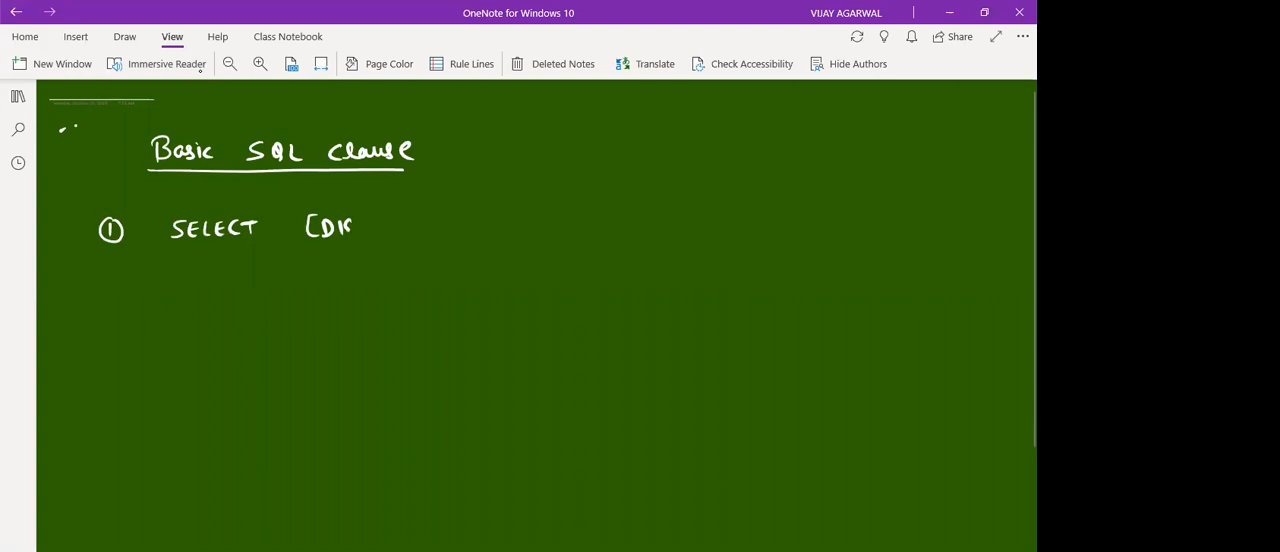 OneNote for Windows 10
VIJAY AGARWAL
Home Insert Draw View Help Class Notebook
Share
New Window Immersive Reader Page Color Rule Lines Deleted Notes Translate Check Accessibility Hide Authors
Basic SQL Clause
① SELECT [DIS